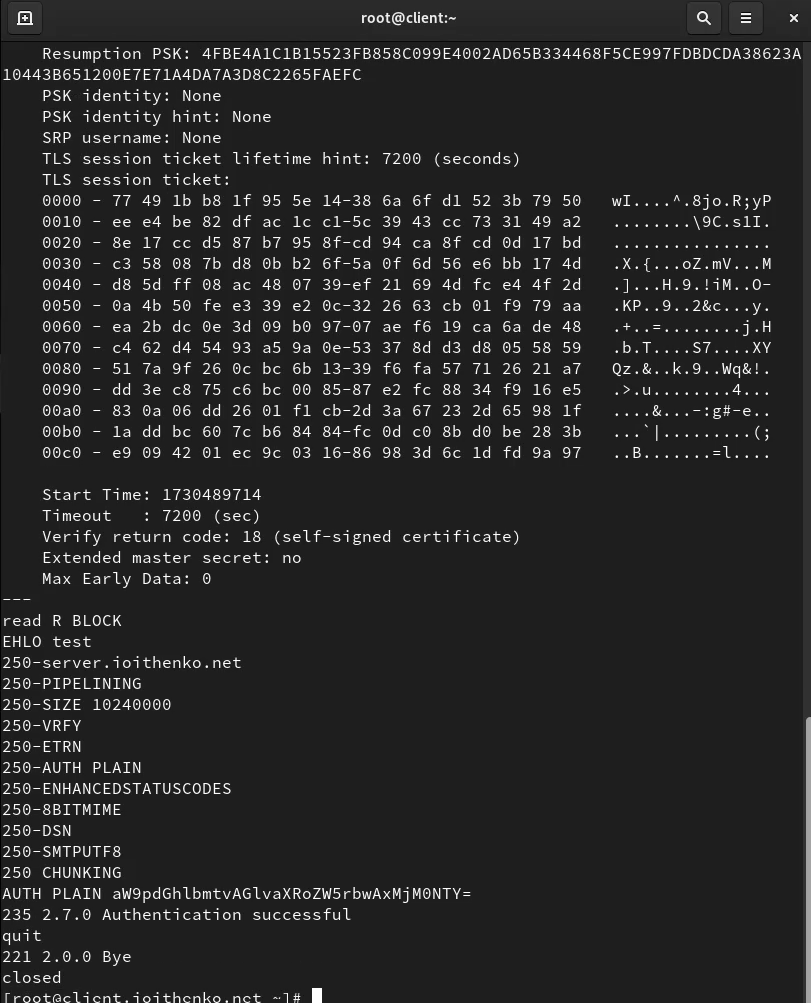 root@client:~
Resumption PSK: 4FBE4A1C1B15523FB858C099E4002AD65B334468F5CE997FDBDCDA38623A
10443B651200E7E71A4DA7A3D8C2265FAEFC
PSK identity: None
PSK identity hint: None
SRP username: None
TLS session ticket lifetime hint: 7200 (seconds)
TLS session ticket:
0000 - 77 49 1b b8 1f 95 5e 14-38 6a 6f d1 52 3b 79 50   wI....^.8jo.R;yP
0010 - ee e4 be 82 df ac 1c c1-5c 39 43 cc 73 31 49 a2   ........\9C.s1I.
0020 - 8e 17 cc d5 87 b7 95 8f-cd 94 ca 8f cd 0d 17 bd   ................
0030 - c3 58 08 7b d8 0b b2 6f-5a 0f 6d 56 e6 bb 17 4d   .X.{...oZ.mV...M
0040 - d8 5d ff 08 ac 48 07 39-ef 21 69 4d fc e4 4f 2d   .]...H.9.!iM..O-
0050 - 0a 4b 50 fe e3 39 e2 0c-32 26 63 cb 01 f9 79 aa   .KP..9..2&c...y.
0060 - ea 2b dc 0e 3d 09 b0 97-07 ae f6 19 ca 6a de 48   .+..=........j.H
0070 - c4 62 d4 54 93 a5 9a 0e-53 37 8d d3 d8 05 58 59   .b.T....S7....XY
0080 - 51 7a 9f 26 0c bc 6b 13-39 f6 fa 57 71 26 21 a7   Qz.&..k.9..Wq&!.
0090 - dd 3e c8 75 c6 bc 00 85-87 e2 fc 88 34 f9 16 e5   .>.u........4...
00a0 - 83 0a 06 dd 26 01 f1 cb-2d 3a 67 23 2d 65 98 1f   ....&...-:g#-e..
00b0 - 1a dd bc 60 7c b6 84 84-fc 0d c0 8b d0 be 28 3b   ...`|.........(;
00c0 - e9 09 42 01 ec 9c 03 16-86 98 3d 6c 1d fd 9a 97   ..B.......=l....
Start Time: 1730489714
Timeout   : 7200 (sec)
Verify return code: 18 (self-signed certificate)
Extended master secret: no
Max Early Data: 0
---
read R BLOCK
EHLO test
250-server.ioithenko.net
250-PIPELINING
250-SIZE 10240000
250-VRFY
250-ETRN
250-AUTH PLAIN
250-ENHANCEDSTATUSCODES
250-8BITMIME
250-DSN
250-SMTPUTF8
250 CHUNKING
AUTH PLAIN aW9pdGhlbmtvAGlvaXRoZW5rbwAxMjM0NTY=
235 2.7.0 Authentication successful
quit
221 2.0.0 Bye
closed
[root@client.ioithenko.net ~]#